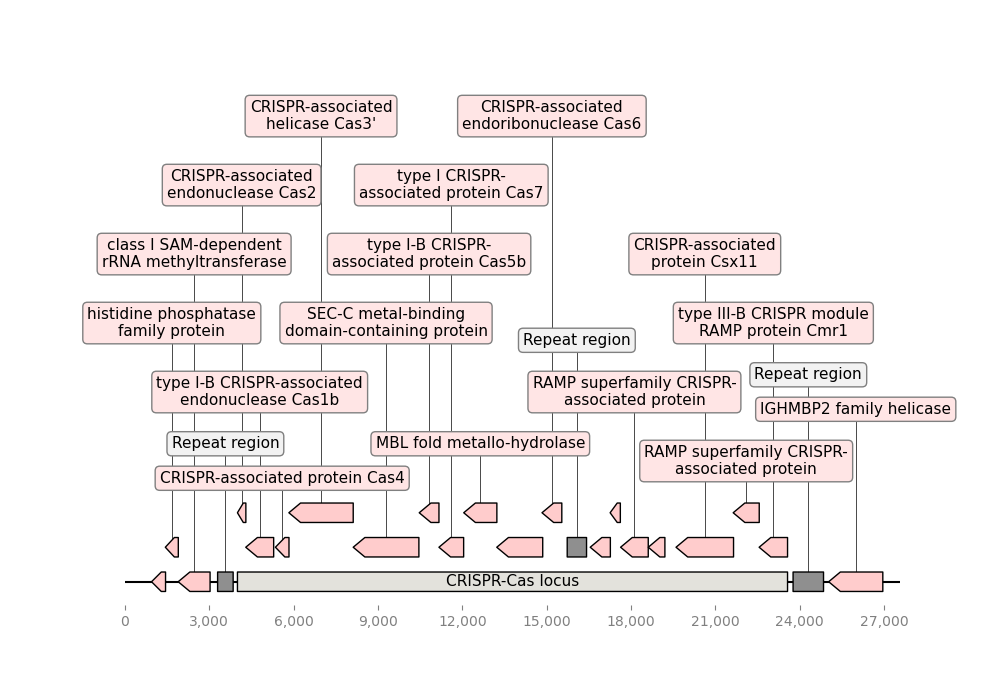 CRISPR-associated
helicase Cas3'
CRISPR-associated
endoribonuclease Cas6
CRISPR-associated
endonuclease Cas2
type I CRISPR-
associated protein Cas7
class I SAM-dependent
rRNA methyltransferase
type I-B CRISPR-
associated protein Cas5b
CRISPR-associated
protein Csx11
histidine phosphatase
family protein
SEC-C metal-binding
domain-containing protein
type III-B CRISPR module
RAMP protein Cmr1
Repeat region
Repeat region
type I-B CRISPR-associated
endonuclease Cas1b
RAMP superfamily CRISPR-
associated protein
IGHMBP2 family helicase
Repeat region
MBL fold metallo-hydrolase
RAMP superfamily CRISPR-
associated protein
CRISPR-associated protein Cas4
CRISPR-Cas locus
0
3,000
6,000
9,000
12,000
15,000
18,000
21,000
24,000
27,000